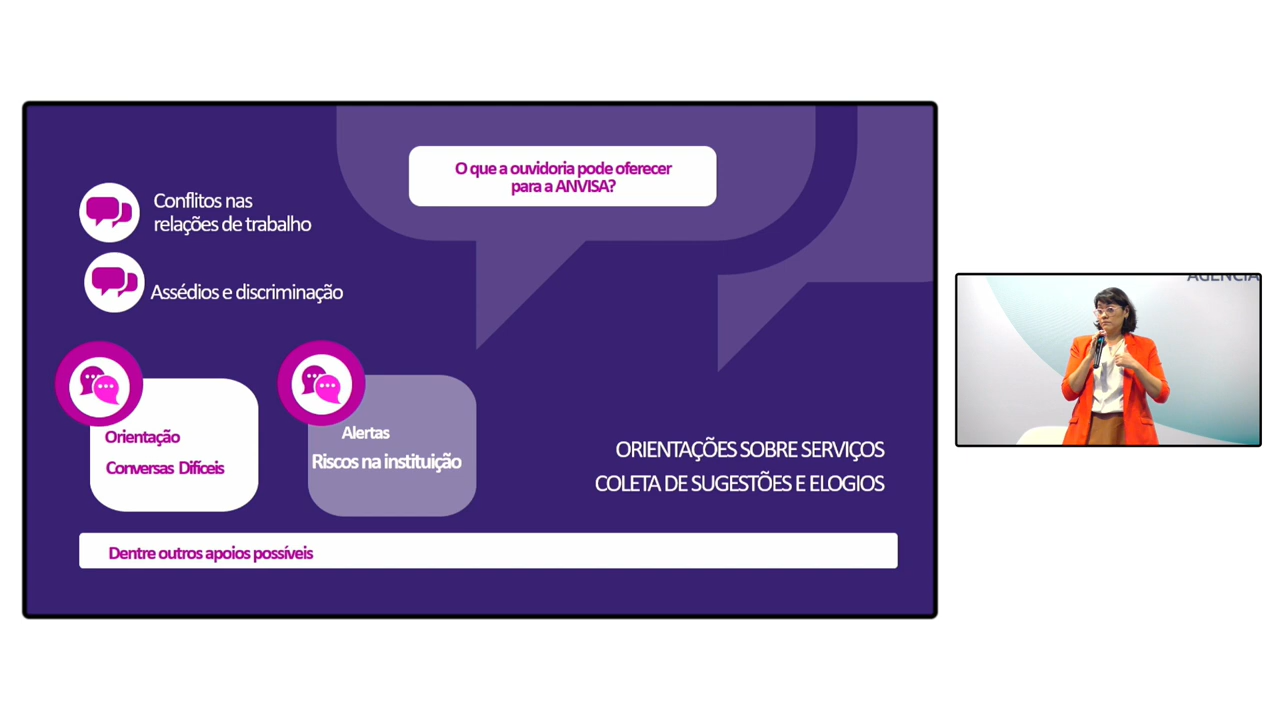 O que a ouvidoria pode oferecer
para a ANVISA?
Conflitos nas
relações de trabalho
Assédios e discriminação
Orientação
Conversas Difíceis
Alertas
Riscos na instituição
ORIENTAÇÕES SOBRE SERVIÇOS
COLETA DE SUGESTÕES E ELOGIOS
Dentre outros apoios possíveis
AGÊNCIA